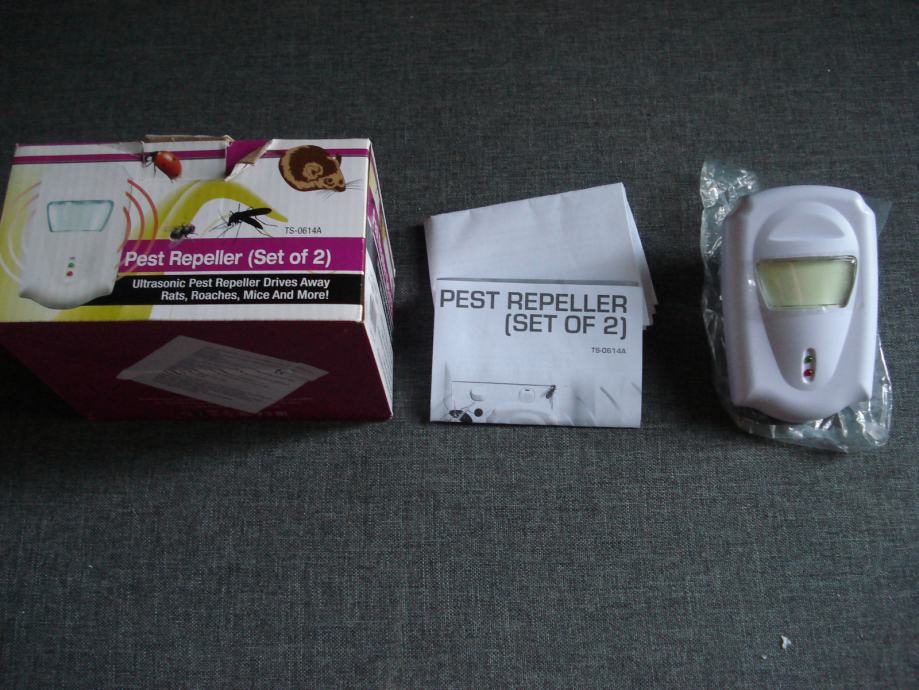 TS-0614A
Pest Repeller (Set of 2)
Ultrasonic Pest Repeller Drives Away
Rats, Roaches, Mice And More!
PEST REPELLER
(SET OF 2)
TS-0614A